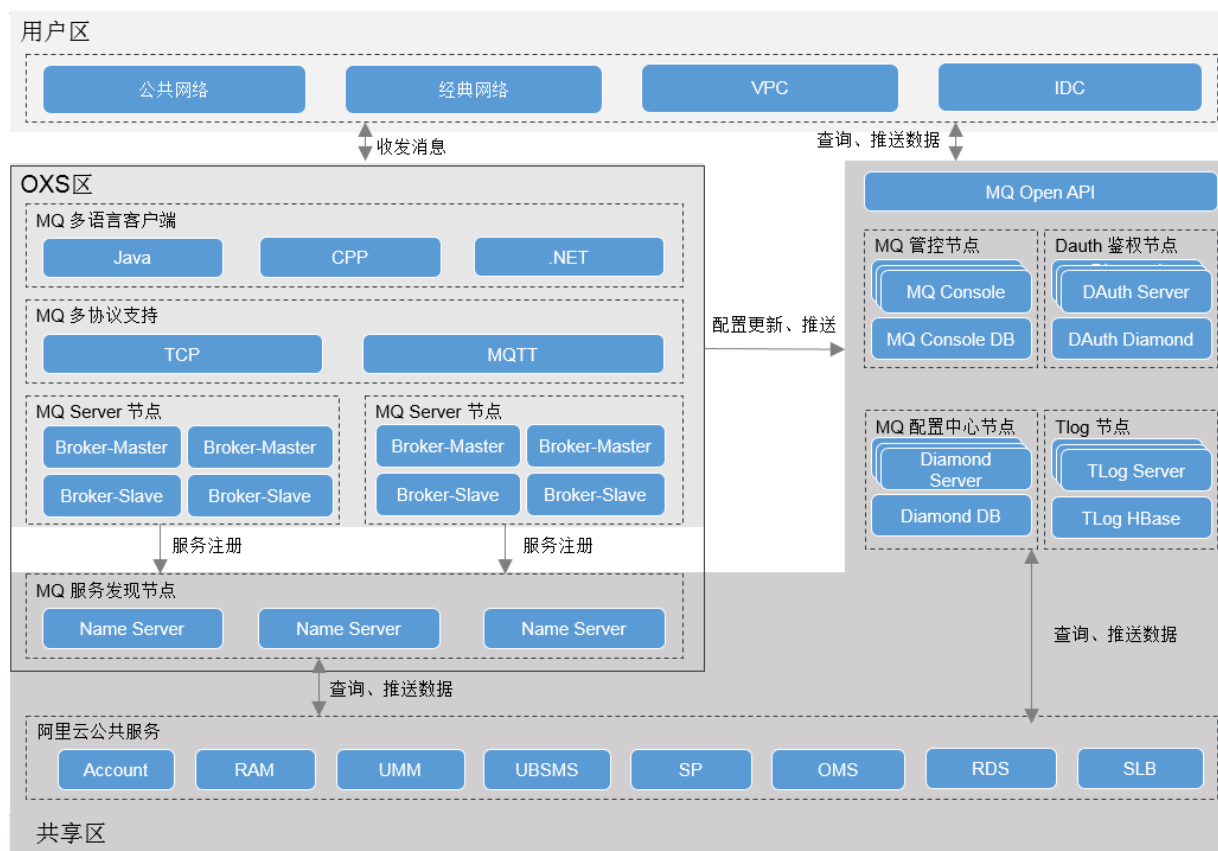 用户区
公共网络
经典网络
VPC
IDC
收发消息
查询、推送数据
OXS区
MQ 多语言客户端
Java
CPP
.NET
MQ 多协议支持
TCP
MQTT
MQ Server 节点
Broker-Master
Broker-Master
Broker-Slave
Broker-Slave
MQ Server 节点
Broker-Master
Broker-Master
Broker-Slave
Broker-Slave
服务注册
服务注册
MQ 服务发现节点
Name Server
Name Server
Name Server
配置更新、推送
MQ Open API
MQ 管控节点
MQ Console
MQ Console DB
Dauth 鉴权节点
DAuth Server
DAuth Diamond
MQ 配置中心节点
Diamond
Server
Diamond DB
Tlog 节点
TLog Server
TLog HBase
查询、推送数据
查询、推送数据
阿里云公共服务
Account
RAM
UMM
UBSMS
SP
OMS
RDS
SLB
共享区